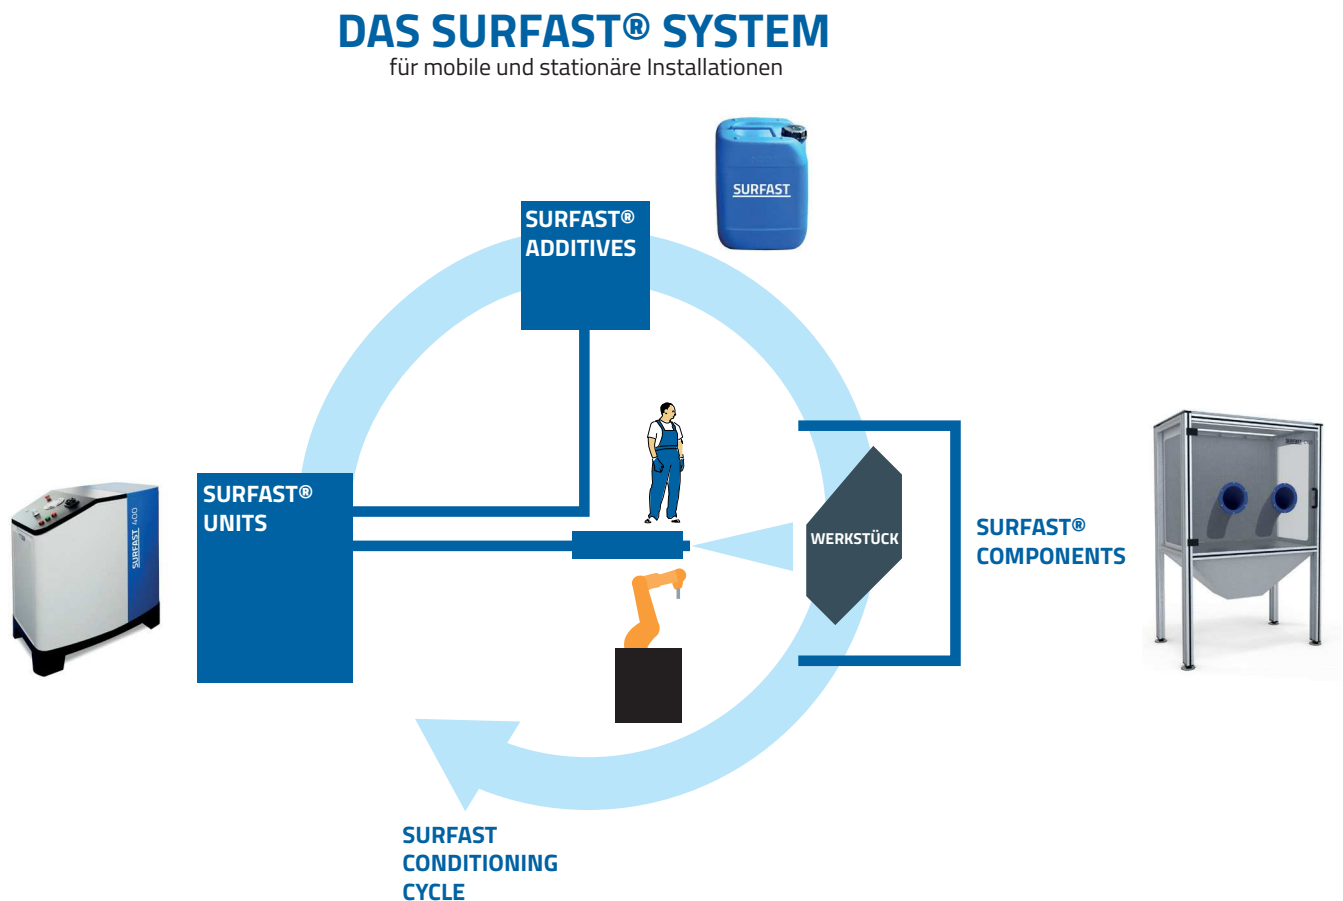 DAS SURFAST® SYSTEM
für mobile und stationäre Installationen
SURFAST
SURFAST®
ADDITIVES
SURFAST®
UNITS
SURFAST 400
WERKSTÜCK
SURFAST®
COMPONENTS
SURFAST
SURFAST
CONDITIONING
CYCLE